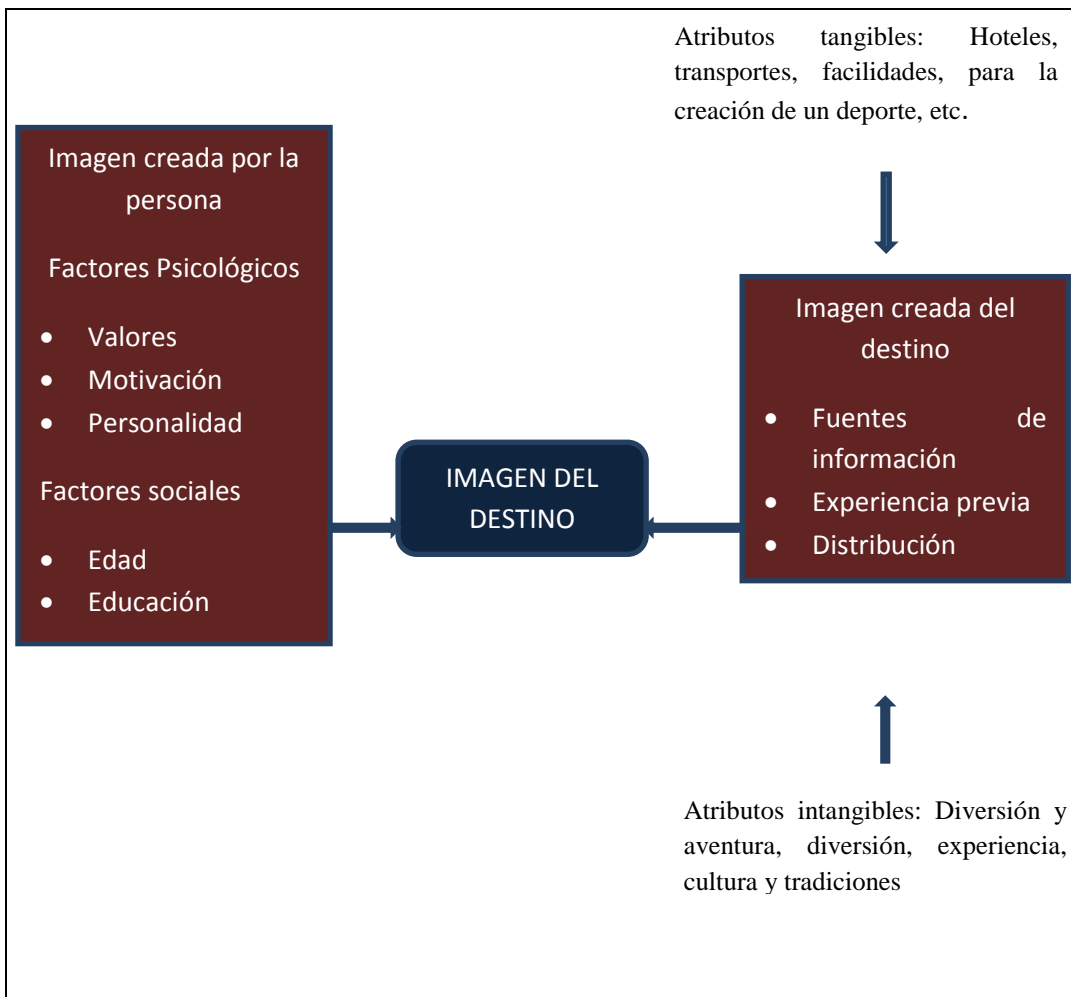 Atributos tangibles: Hoteles,
transportes, facilidades, para la
creación de un deporte, etc.
Imagen creada por la
persona
Factores Psicológicos
• Valores
• Motivación
• Personalidad
Factores sociales
• Edad
• Educación
IMAGEN DEL
DESTINO
Imagen creada del
destino
• Fuentes de
información
• Experiencia previa
• Distribución
Atributos intangibles: Diversión y
aventura, diversión, experiencia,
cultura y tradiciones